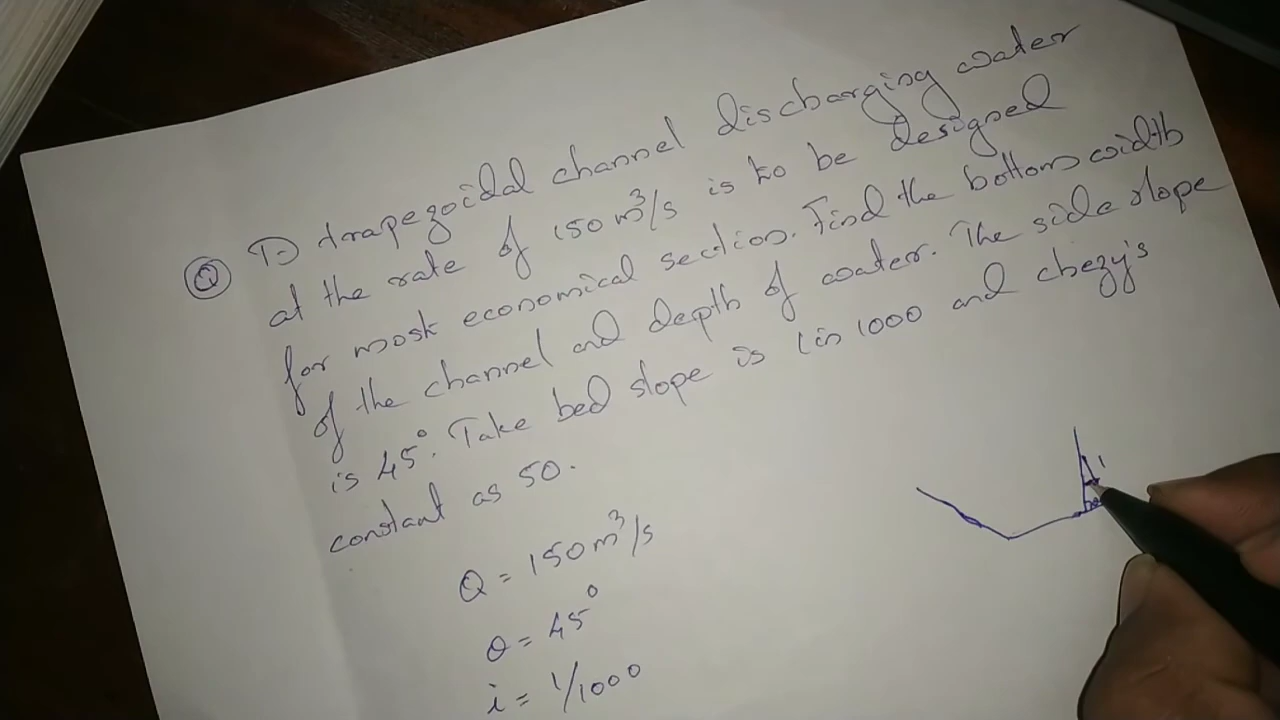 Q A trapezoidal channel discharging water
at the rate of 150 m³/s is to be designed
for most economical section. Find the bottom width
of the channel and depth of water. The side slope
is 45°. Take bed slope is 1 in 1000 and chezy's
constant as 50.
Q = 150 m³/s
θ = 45°
i = 1/1000
1